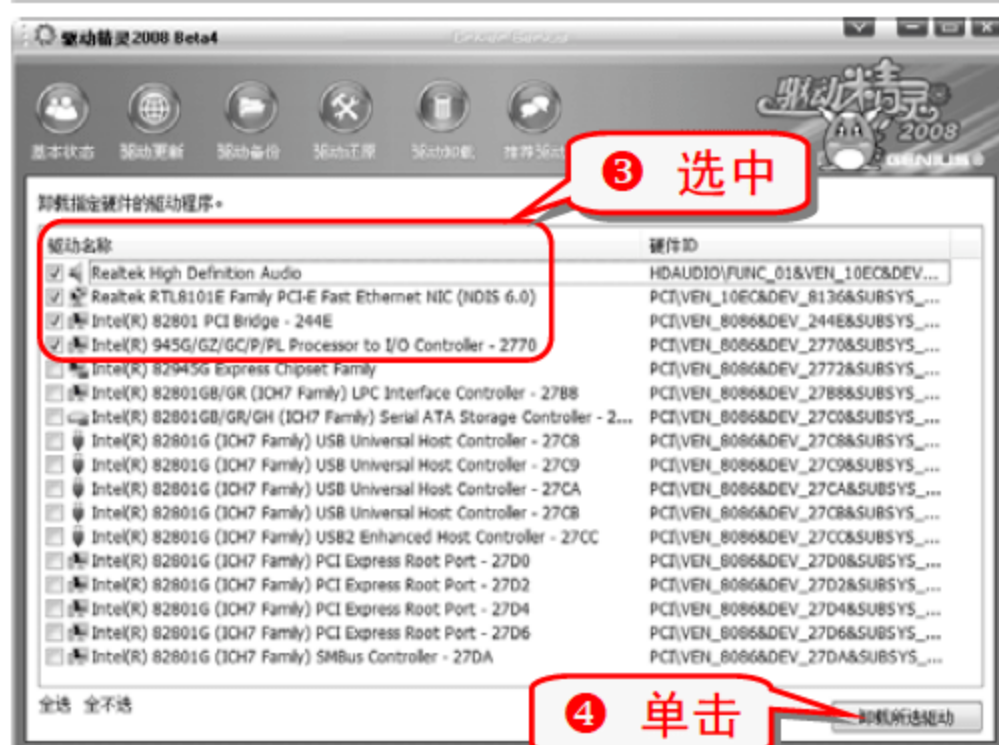 驱动精灵2008 Beta4
Driver Genius
驱动精灵
2008
GENIUS
基本状态 驱动更新 驱动备份 驱动还原 驱动卸载 推荐驱动
❸ 选中
卸载指定硬件的驱动程序。
驱动名称 硬件ID
Realtek High Definition Audio HDAUDIO\FUNC_01&VEN_10EC&DEV...
Realtek RTL8101E Family PCI-E Fast Ethernet NIC (NDIS 6.0) PCI\VEN_10EC&DEV_8136&SUBSYS_...
Intel(R) 82801 PCI Bridge - 244E PCI\VEN_8086&DEV_244E&SUBSYS_...
Intel(R) 945G/GZ/GC/P/PL Processor to I/O Controller - 2770 PCI\VEN_8086&DEV_2770&SUBSYS_...
Intel(R) 82945G Express Chipset Family PCI\VEN_8086&DEV_2772&SUBSYS_...
Intel(R) 82801GB/GR (ICH7 Family) LPC Interface Controller - 27B8 PCI\VEN_8086&DEV_27B8&SUBSYS_...
Intel(R) 82801GB/GR/GH (ICH7 Family) Serial ATA Storage Controller - 2... PCI\VEN_8086&DEV_27C0&SUBSYS_...
Intel(R) 82801G (ICH7 Family) USB Universal Host Controller - 27C8 PCI\VEN_8086&DEV_27C8&SUBSYS_...
Intel(R) 82801G (ICH7 Family) USB Universal Host Controller - 27C9 PCI\VEN_8086&DEV_27C9&SUBSYS_...
Intel(R) 82801G (ICH7 Family) USB Universal Host Controller - 27CA PCI\VEN_8086&DEV_27CA&SUBSYS_...
Intel(R) 82801G (ICH7 Family) USB Universal Host Controller - 27CB PCI\VEN_8086&DEV_27CB&SUBSYS_...
Intel(R) 82801G (ICH7 Family) USB2 Enhanced Host Controller - 27CC PCI\VEN_8086&DEV_27CC&SUBSYS_...
Intel(R) 82801G (ICH7 Family) PCI Express Root Port - 27D0 PCI\VEN_8086&DEV_27D0&SUBSYS_...
Intel(R) 82801G (ICH7 Family) PCI Express Root Port - 27D2 PCI\VEN_8086&DEV_27D2&SUBSYS_...
Intel(R) 82801G (ICH7 Family) PCI Express Root Port - 27D4 PCI\VEN_8086&DEV_27D4&SUBSYS_...
Intel(R) 82801G (ICH7 Family) PCI Express Root Port - 27D6 PCI\VEN_8086&DEV_27D6&SUBSYS_...
Intel(R) 82801G (ICH7 Family) SMBus Controller - 27DA PCI\VEN_8086&DEV_27DA&SUBSYS_...
全选 全不选
❹ 单击
卸载所选驱动